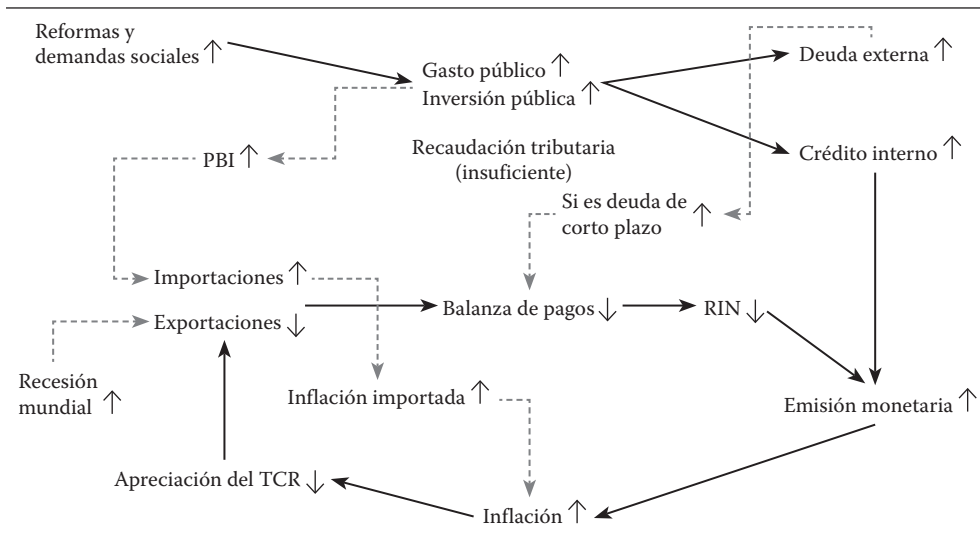 Reformas y
demandas sociales ↑
Gasto público ↑
Inversión pública ↑
Deuda externa ↑
Recaudación tributaria
(insuficiente)
PBI ↑
Crédito interno ↑
Si es deuda de
corto plazo ↑
Importaciones ↑
Exportaciones ↓
Balanza de pagos ↓
RIN ↓
Recesión
mundial ↑
Inflación importada ↑
Emisión monetaria ↑
Apreciación del TCR ↓
Inflación ↑